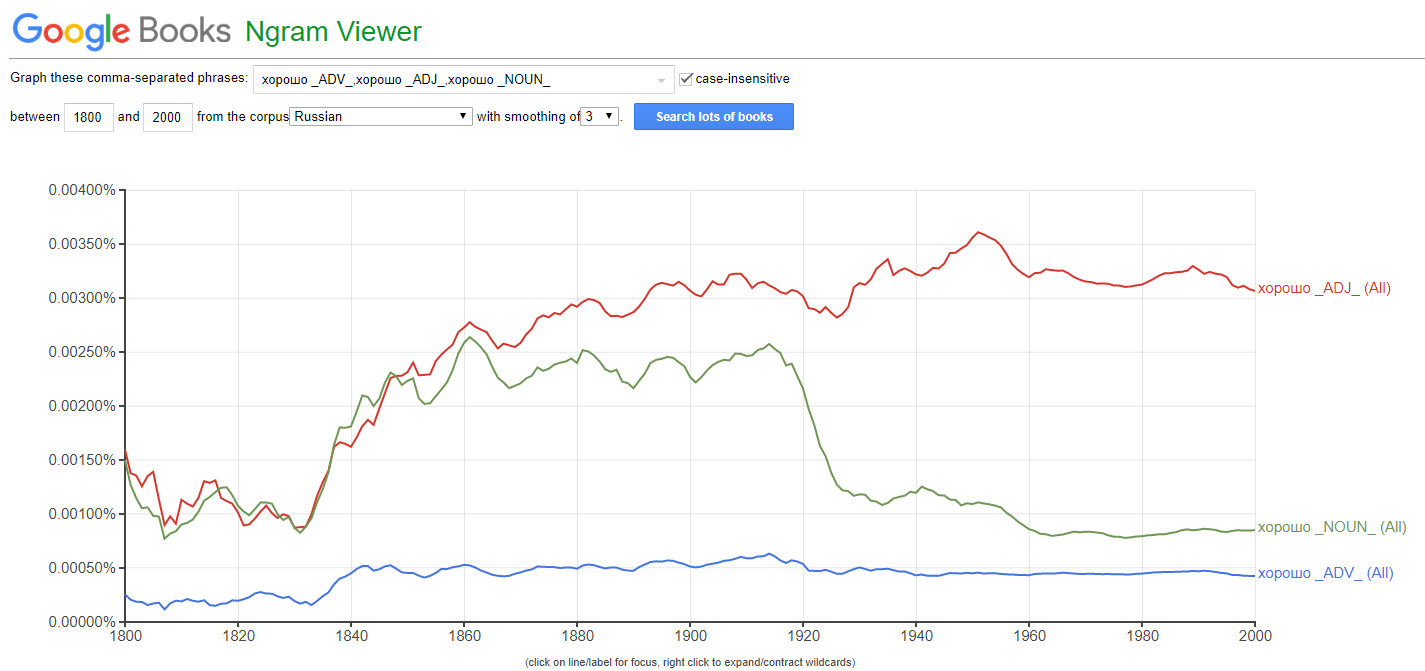 Google Books Ngram Viewer
Graph these comma-separated phrases: хорошо _ADV_,хорошо _ADJ_,хорошо _NOUN_ case-insensitive
between 1800 and 2000 from the corpus Russian with smoothing of 3 . Search lots of books
0.00400%
0.00350%
0.00300%
хорошо _ADJ_ (All)
0.00250%
0.00200%
0.00150%
0.00100%
хорошо _NOUN_ (All)
0.00050%
хорошо _ADV_ (All)
0.00000%
1800 1820 1840 1860 1880 1900 1920 1940 1960 1980 2000
(click on line/label for focus, right click to expand/contract wildcards)